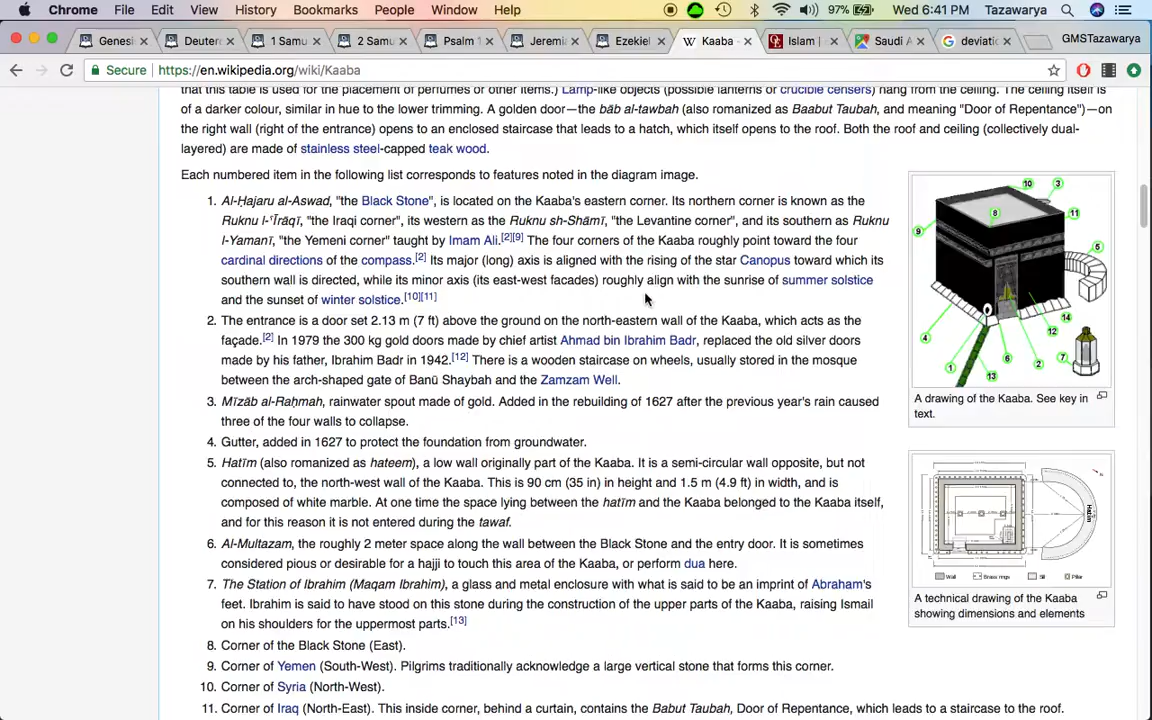 Chrome File Edit View History Bookmarks People Window Help 97% Wed 6:41 PM Tazawarya
Genesi Deutero 1 Samu 2 Samu Psalm 1 Jeremi Ezekiel Kaaba - Islam | Saudi A deviatio GMSTazawarya
Secure https://en.wikipedia.org/wiki/Kaaba
that this table is used for the placement of perfumes or other items.) Lamp-like objects (possible lanterns or crucible censers) hang from the ceiling. The ceiling itself is
of a darker colour, similar in hue to the lower trimming. A golden door—the bāb al-tawbah (also romanized as Baabut Taubah, and meaning "Door of Repentance")—on
the right wall (right of the entrance) opens to an enclosed staircase that leads to a hatch, which itself opens to the roof. Both the roof and ceiling (collectively dual-
layered) are made of stainless steel-capped teak wood.
Each numbered item in the following list corresponds to features noted in the diagram image.
1. Al-Ḥajaru al-Aswad, "the Black Stone", is located on the Kaaba's eastern corner. Its northern corner is known as the
Ruknu l-ˤĪrāqī, "the Iraqi corner", its western as the Ruknu sh-Shāmī, "the Levantine corner", and its southern as Ruknu
l-Yamanī, "the Yemeni corner" taught by Imam Ali.[2][9] The four corners of the Kaaba roughly point toward the four
cardinal directions of the compass.[2] Its major (long) axis is aligned with the rising of the star Canopus toward which its
southern wall is directed, while its minor axis (its east-west facades) roughly align with the sunrise of summer solstice
and the sunset of winter solstice.[10][11]
2. The entrance is a door set 2.13 m (7 ft) above the ground on the north-eastern wall of the Kaaba, which acts as the
façade.[2] In 1979 the 300 kg gold doors made by chief artist Ahmad bin Ibrahim Badr, replaced the old silver doors
made by his father, Ibrahim Badr in 1942.[12] There is a wooden staircase on wheels, usually stored in the mosque
between the arch-shaped gate of Banū Shaybah and the Zamzam Well.
3. Mīzāb al-Raḥmah, rainwater spout made of gold. Added in the rebuilding of 1627 after the previous year's rain caused
three of the four walls to collapse.
4. Gutter, added in 1627 to protect the foundation from groundwater.
5. Hatīm (also romanized as hateem), a low wall originally part of the Kaaba. It is a semi-circular wall opposite, but not
connected to, the north-west wall of the Kaaba. This is 90 cm (35 in) in height and 1.5 m (4.9 ft) in width, and is
composed of white marble. At one time the space lying between the hatīm and the Kaaba belonged to the Kaaba itself,
and for this reason it is not entered during the tawaf.
6. Al-Multazam, the roughly 2 meter space along the wall between the Black Stone and the entry door. It is sometimes
considered pious or desirable for a hajji to touch this area of the Kaaba, or perform dua here.
7. The Station of Ibrahim (Maqam Ibrahim), a glass and metal enclosure with what is said to be an imprint of Abraham's
feet. Ibrahim is said to have stood on this stone during the construction of the upper parts of the Kaaba, raising Ismail
on his shoulders for the uppermost parts.[13]
8. Corner of the Black Stone (East).
9. Corner of Yemen (South-West). Pilgrims traditionally acknowledge a large vertical stone that forms this corner.
10. Corner of Syria (North-West).
11. Corner of Iraq (North-East). This inside corner, behind a curtain, contains the Babut Taubah, Door of Repentance, which leads to a staircase to the roof.
10 3
8 11
9
5
4 14
12
1 6 7
13 2
A drawing of the Kaaba. See key in
text.
Hatim
Wall Brass rings Sill Pillar
A technical drawing of the Kaaba
showing dimensions and elements